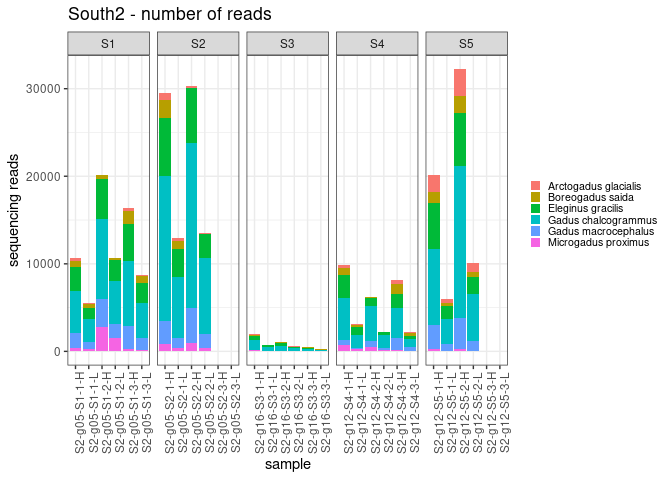 South2 - number of reads
S1
S2
S3
S4
S5
sequencing reads
30000
20000
10000
0
S2-g05-S1-1-H
S2-g05-S1-1-L
S2-g05-S1-2-H
S2-g05-S1-2-L
S2-g05-S1-3-H
S2-g05-S1-3-L
S2-g05-S2-1-H
S2-g05-S2-1-L
S2-g05-S2-2-H
S2-g05-S2-2-L
S2-g05-S2-3-H
S2-g05-S2-3-L
S2-g16-S3-1-H
S2-g16-S3-1-L
S2-g16-S3-2-H
S2-g16-S3-2-L
S2-g16-S3-3-H
S2-g16-S3-3-L
S2-g12-S4-1-H
S2-g12-S4-1-L
S2-g12-S4-2-H
S2-g12-S4-2-L
S2-g12-S4-3-H
S2-g12-S4-3-L
S2-g12-S5-1-H
S2-g12-S5-1-L
S2-g12-S5-2-H
S2-g12-S5-2-L
S2-g12-S5-3-H
S2-g12-S5-3-L
sample
Arctogadus glacialis
Boreogadus saida
Eleginus gracilis
Gadus chalcogrammus
Gadus macrocephalus
Microgadus proximus